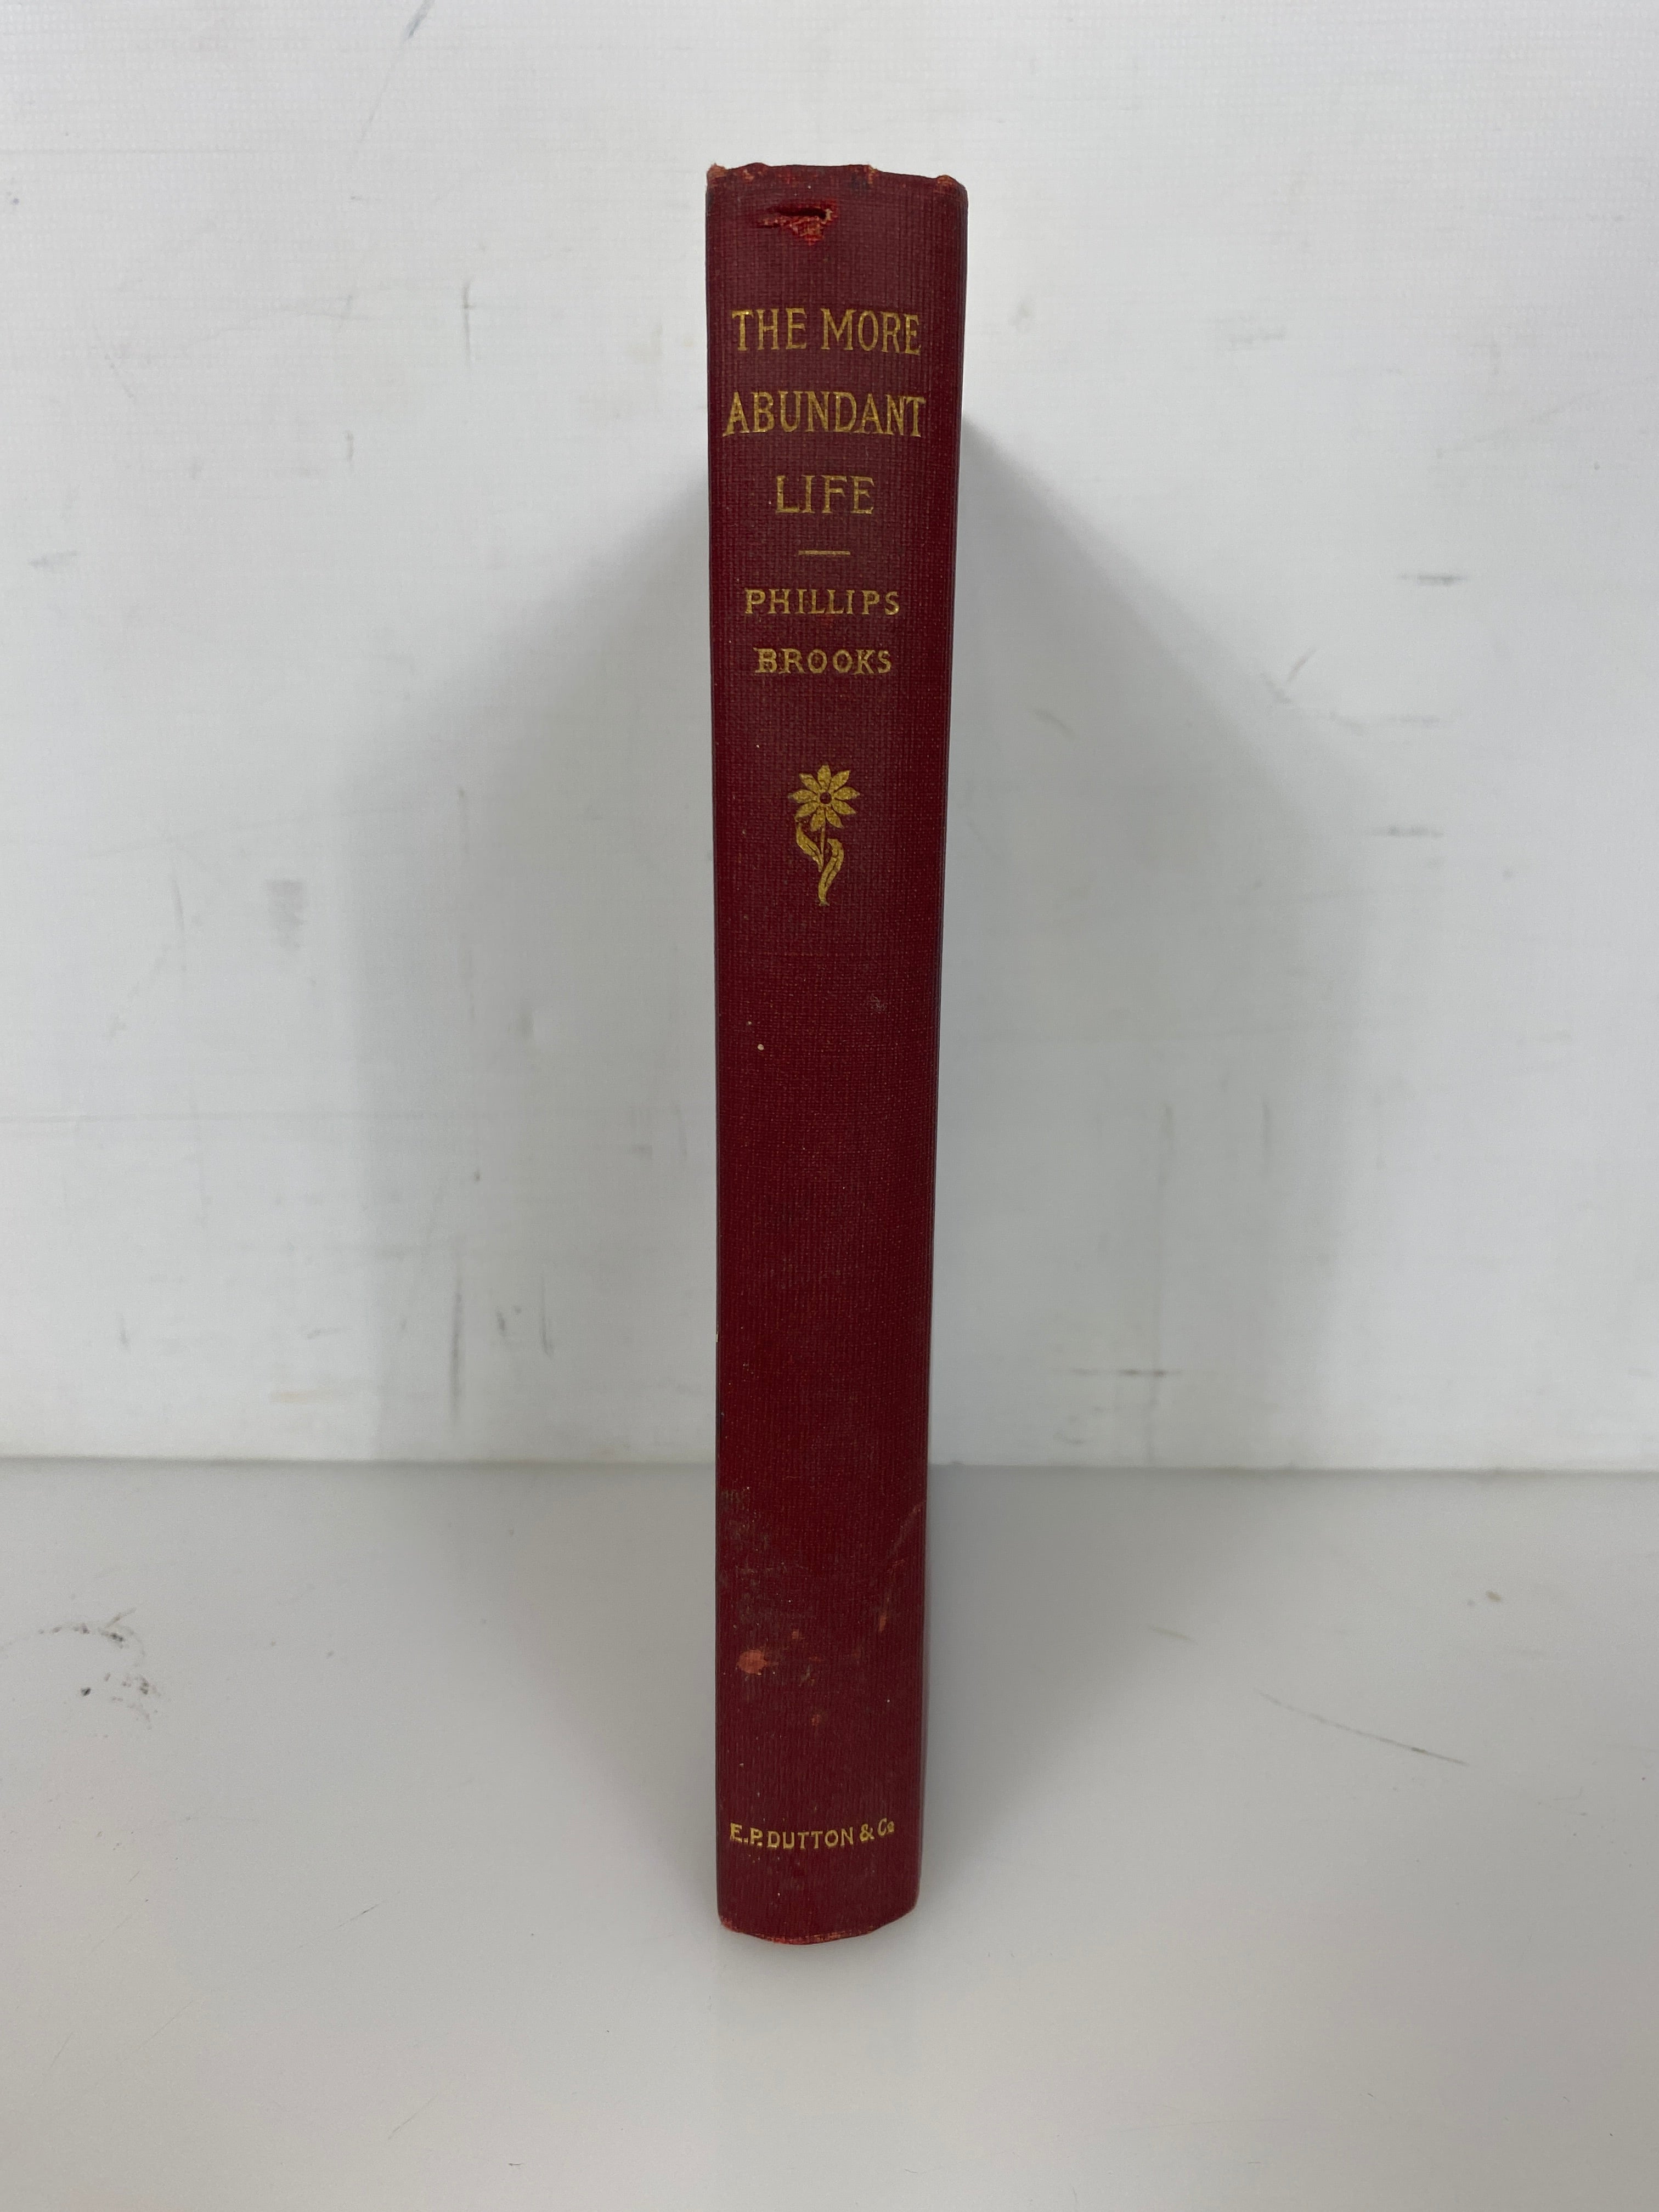 THE MORE
ABUNDANT
LIFE
PHILLIPS
BROOKS
E.P. DUTTON & Co